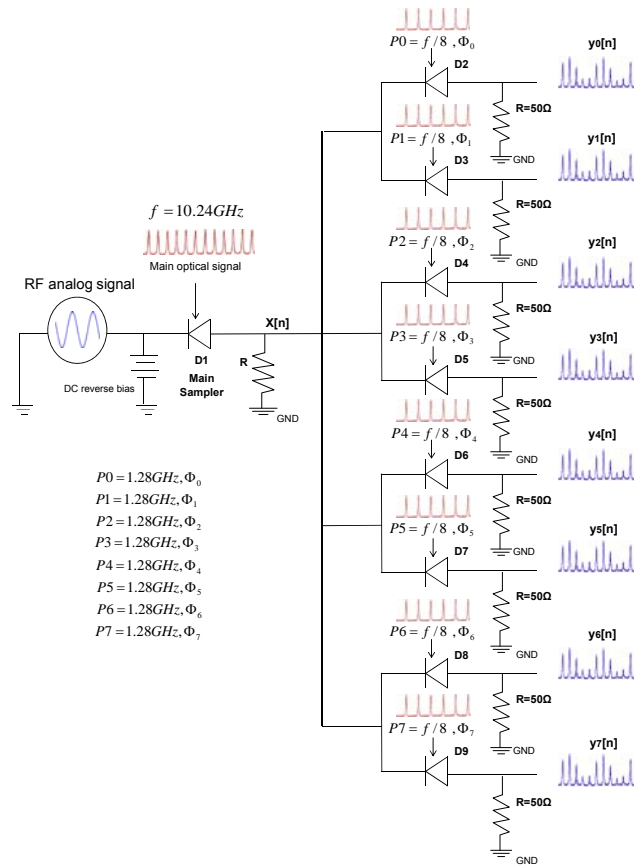 P0 = f / 8 , Φ0
D2
y0[n]
R=50Ω
GND
P1 = f / 8 , Φ1
D3
y1[n]
R=50Ω
GND
f = 10.24GHz
Main optical signal
P2 = f / 8 , Φ2
D4
y2[n]
R=50Ω
GND
RF analog signal
DC reverse bias
D1
Main
Sampler
X[n]
R
GND
P3 = f / 8 , Φ3
D5
y3[n]
R=50Ω
GND
P4 = f / 8 , Φ4
D6
y4[n]
R=50Ω
GND
P0 = 1.28GHz, Φ0
P1 = 1.28GHz, Φ1
P2 = 1.28GHz, Φ2
P3 = 1.28GHz, Φ3
P4 = 1.28GHz, Φ4
P5 = 1.28GHz, Φ5
P6 = 1.28GHz, Φ6
P7 = 1.28GHz, Φ7
P5 = f / 8 , Φ5
D7
y5[n]
R=50Ω
GND
P6 = f / 8 , Φ6
D8
y6[n]
R=50Ω
GND
P7 = f / 8 , Φ7
D9
y7[n]
R=50Ω
GND